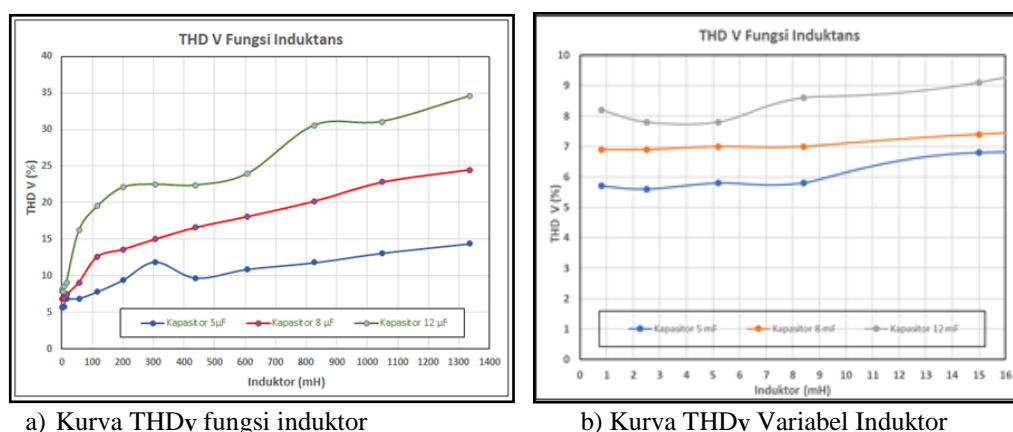 THD V Fungsi Induktans
40
35
30
25
20
15
10
5
0
THD V (%)
Kapasitor 5µF
Kapasitor 8 µF
Kapasitor 12 µF
0 100 200 300 400 500 600 700 800 900 1000 1100 1200 1300 1400
Induktor (mH)
THD V Fungsi Induktans
10
9
8
7
6
5
4
3
2
1
0
THD V (%)
Kapasitor 5 mF
Kapasitor 8 mF
Kapasitor 12 mF
0 1 2 3 4 5 6 7 8 9 10 11 12 13 14 15 16
Induktor (mH)
a) Kurva THDv fungsi induktor
b) Kurva THDv Variabel Induktor